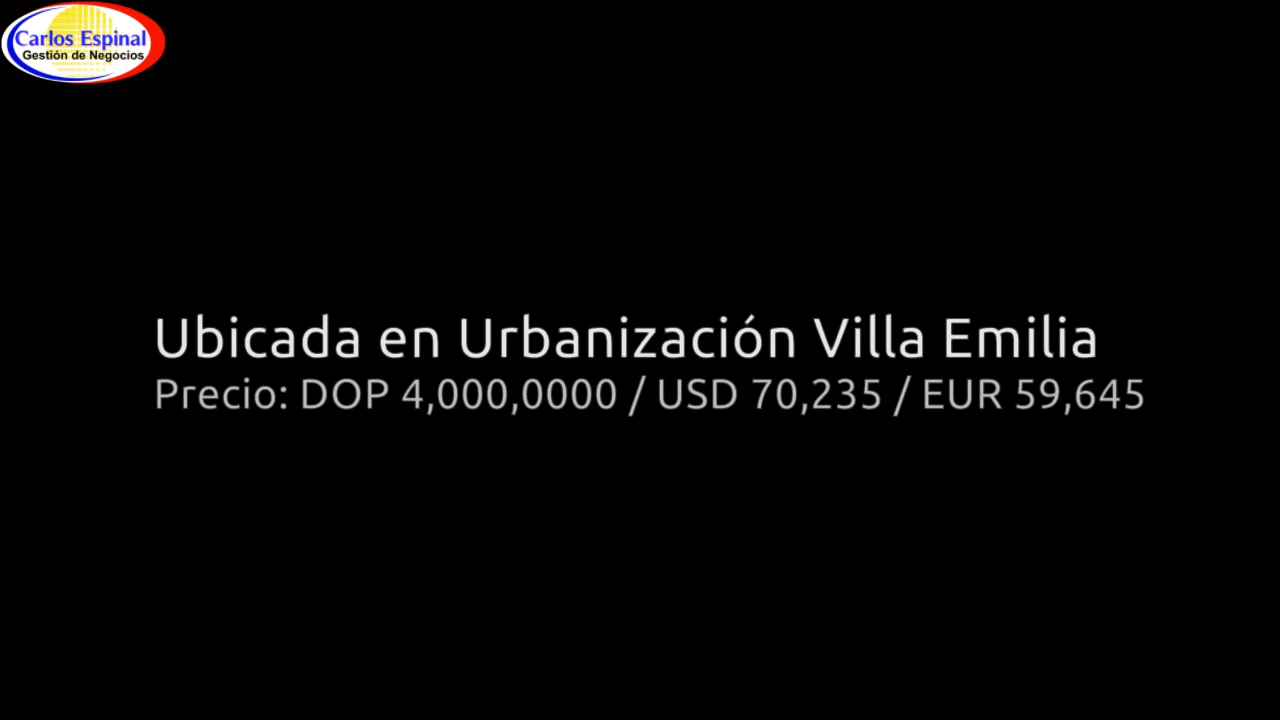 Carlos Espinal
Gestión de Negocios
Ubicada en Urbanización Villa Emilia
Precio: DOP 4,000,0000 / USD 70,235 / EUR 59,645